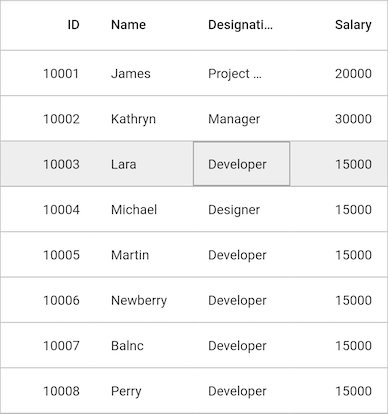 ID Name Designati... Salary
10001 James Project ... 20000
10002 Kathryn Manager 30000
10003 Lara Developer 15000
10004 Michael Designer 15000
10005 Martin Developer 15000
10006 Newberry Developer 15000
10007 Balnc Developer 15000
10008 Perry Developer 15000